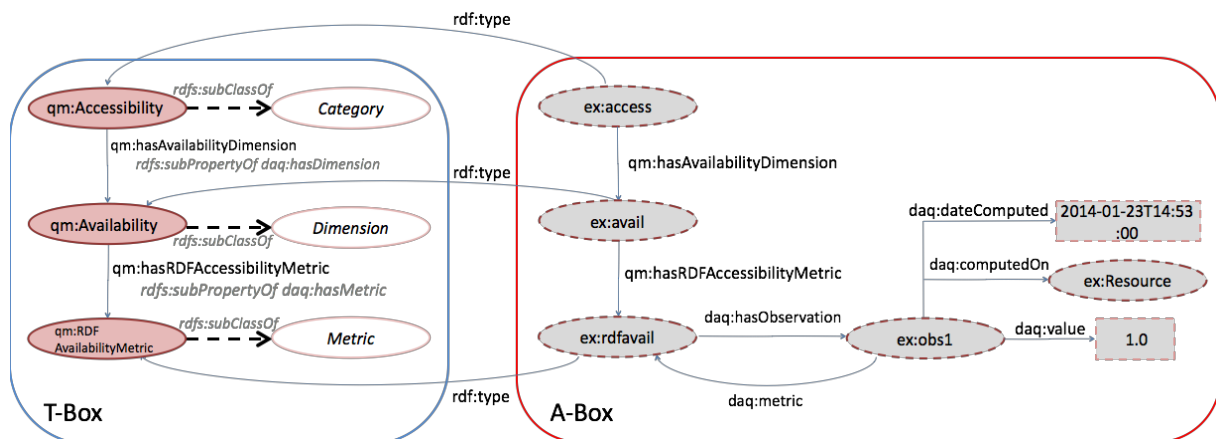 rdf:type
rdfs:subClassOf
qm:Accessibility
Category
ex:access
qm:hasAvailabilityDimension
rdfs:subPropertyOf daq:hasDimension
qm:hasAvailabilityDimension
rdf:type
qm:Availability
rdfs:subClassOf
Dimension
ex:avail
daq:dateComputed
2014-01-23T14:53
:00
qm:hasRDFAccessibilityMetric
rdfs:subPropertyOf daq:hasMetric
qm:hasRDFAccessibilityMetric
daq:computedOn
ex:Resource
rdfs:subClassOf
qm:RDF
AvailabilityMetric
Metric
ex:rdfavail
daq:hasObservation
ex:obs1
daq:value
1.0
rdf:type
daq:metric
T-Box
A-Box